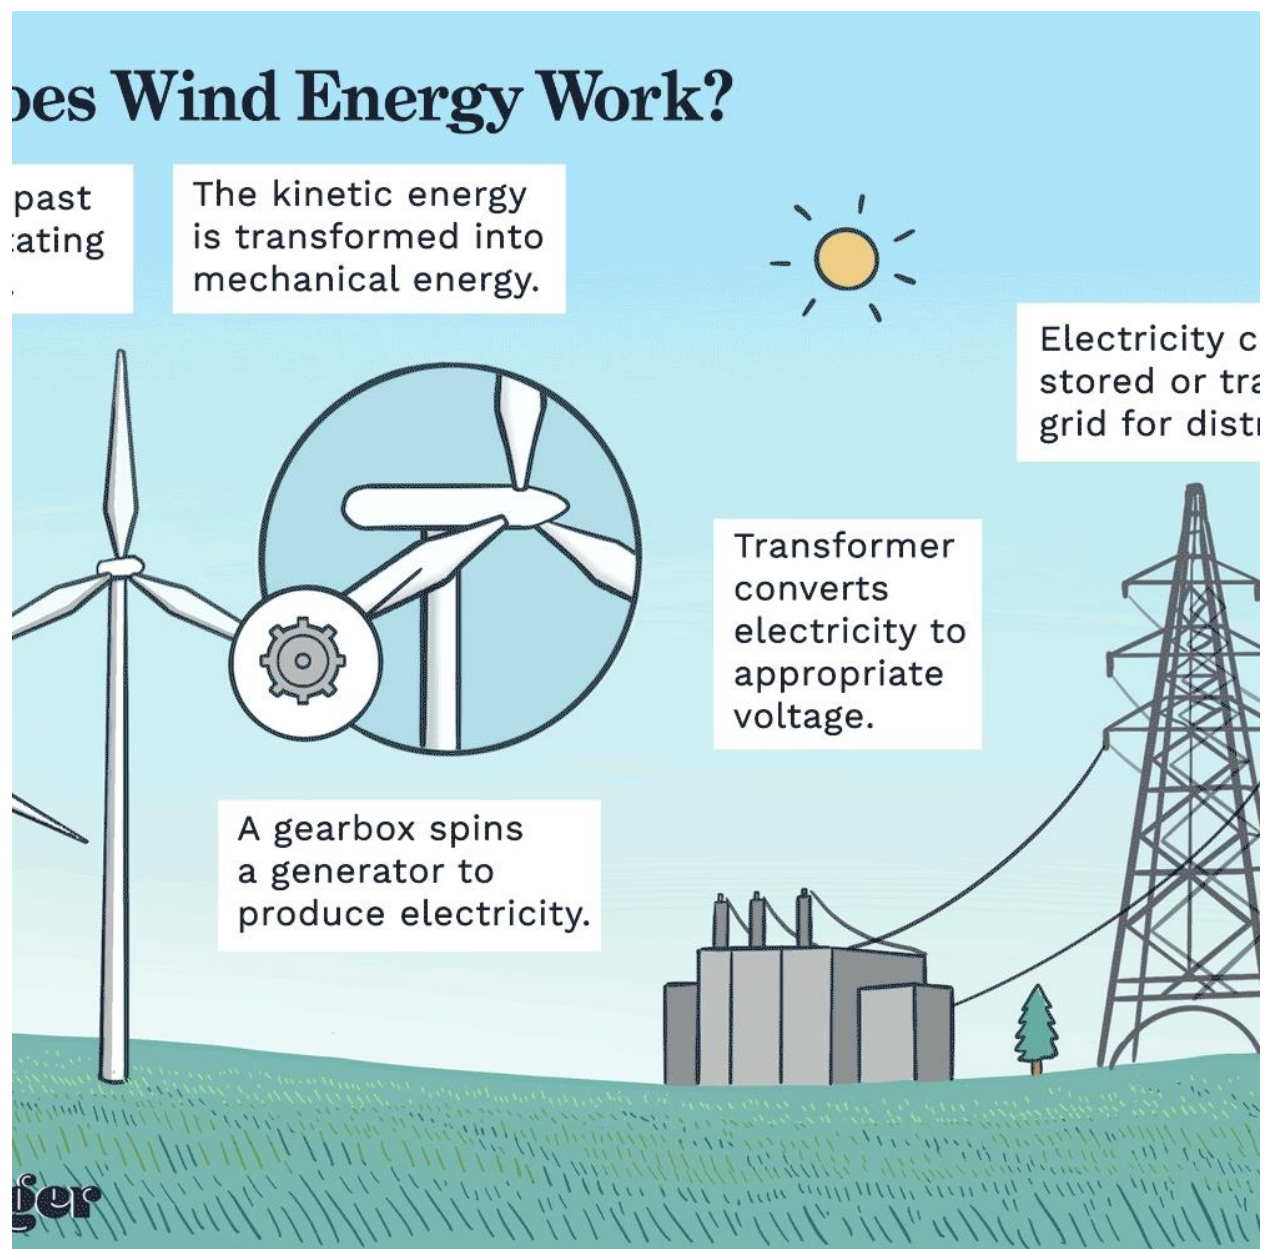 Wind Energy Work?
past
The kinetic energy
is transformed into
mechanical energy.
Electricity
stored or
grid for
Transformer
converts
electricity to
appropriate
voltage.
A gearbox spins
a generator to
produce electricity.